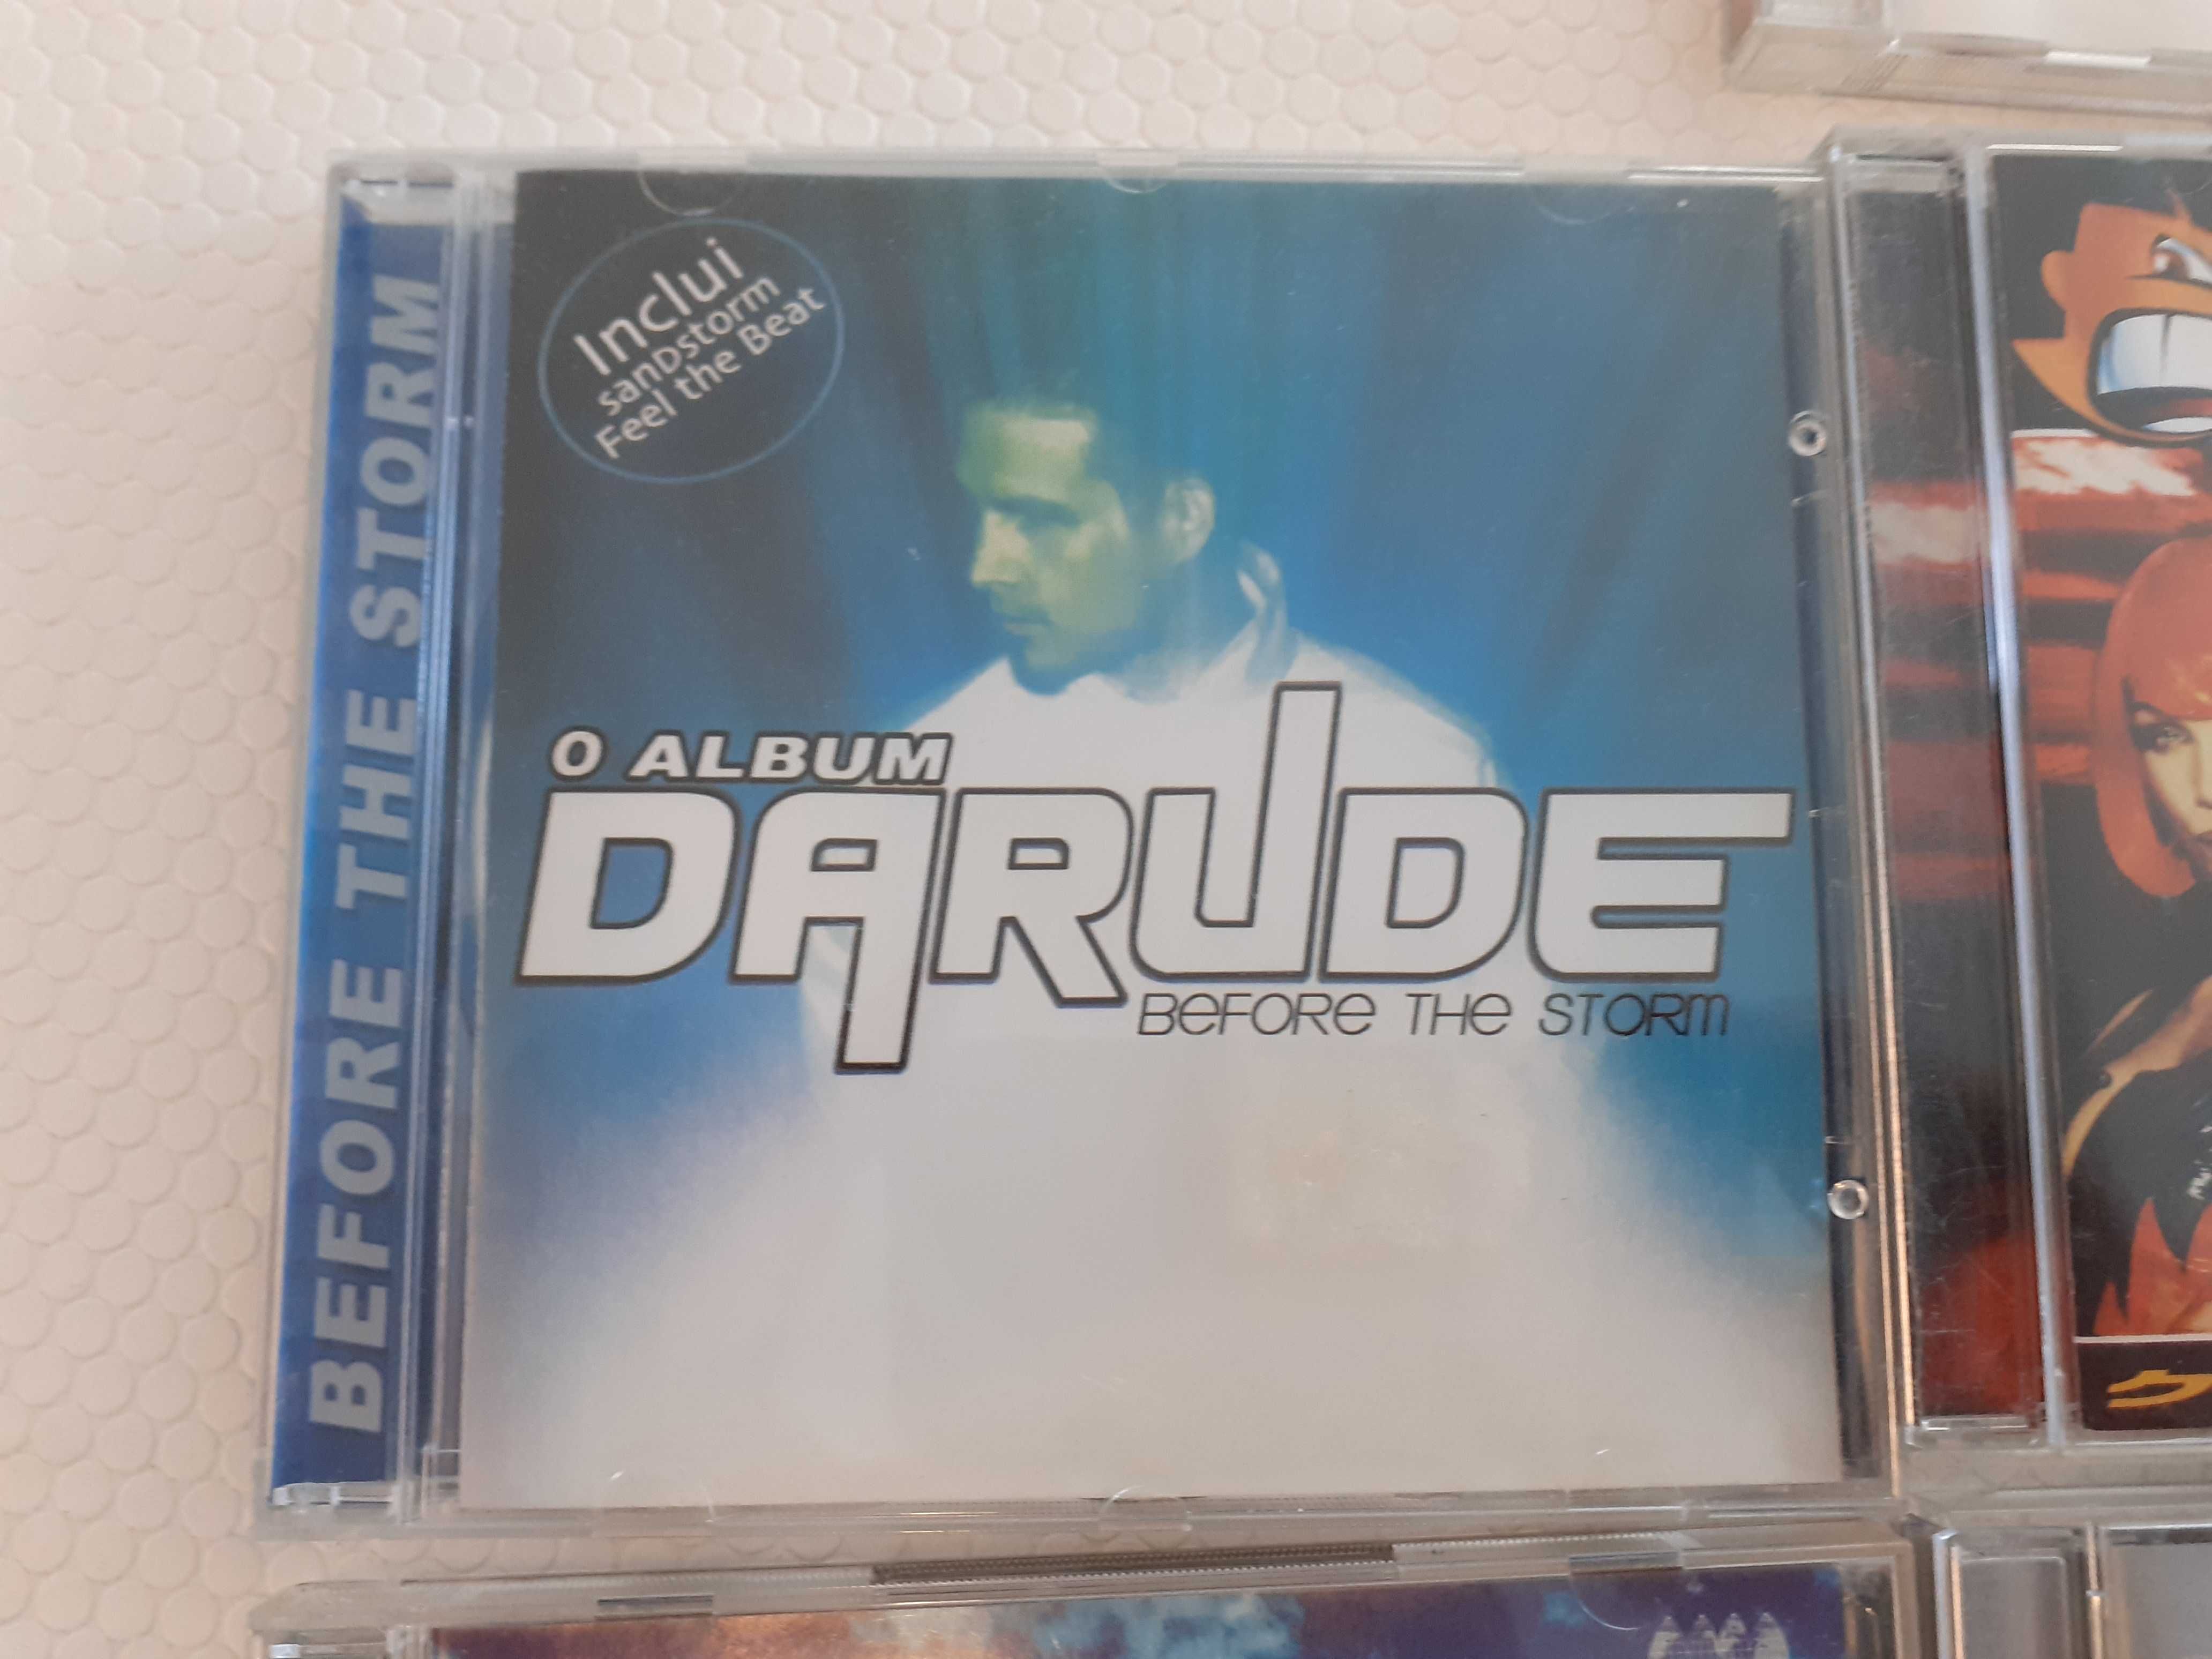 BEFORE THE STORM
Inclui
sanDstorm
Feel the Beat
O ALBUM
DARUDE
BEFORE THE STORM